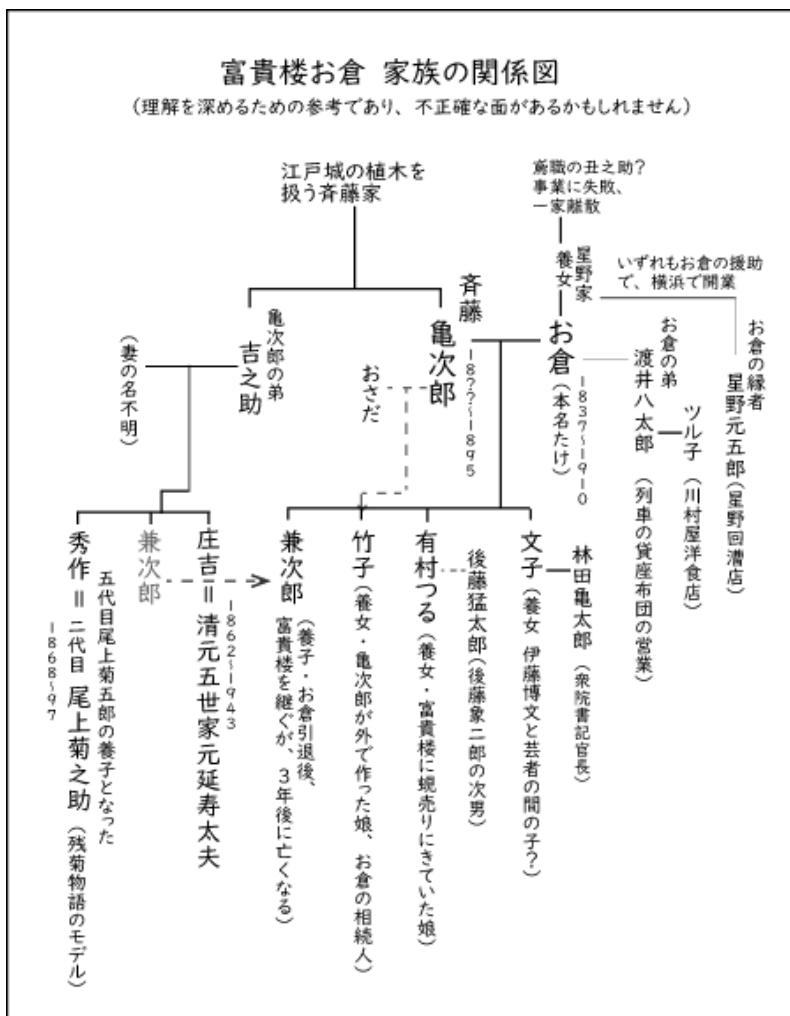 富貴楼お倉 家族の関係図
(理解を深めるための参考であり、不正確な面があるかもしれません)
江戸城の植木を
扱う斉藤家
鳶職の丑之助?
事業に失敗、
一家離散
星野家
養女
いずれもお倉の援助
で、横浜で開業
お倉の縁者
星野元五郎(星野回漕店)
ツル子(川村屋洋食店)
お倉の弟
渡井八太郎(列車の貸座布団の営業)
お倉(本名たけ)
1837〜1910
斉藤
亀次郎
18??〜1895
おさだ
亀次郎の弟
吉之助
(妻の名不明)
林田亀太郎(衆院書記官長)
文子(養女 伊藤博文と芸者の間の子?)
後藤猛太郎(後藤象二郎の次男)
有村つる(養女・富貴楼に蜆売りにきていた娘)
竹子(養女・亀次郎が外で作った娘、お倉の相続人)
兼次郎(養子・お倉引退後、
富貴楼を継ぐが、3年後に亡くなる)
庄吉=清元五世家元延寿太夫
1862〜1943
兼次郎
五代目尾上菊五郎の養子となった
秀作=二代目 尾上菊之助(残菊物語のモデル)
1868〜97